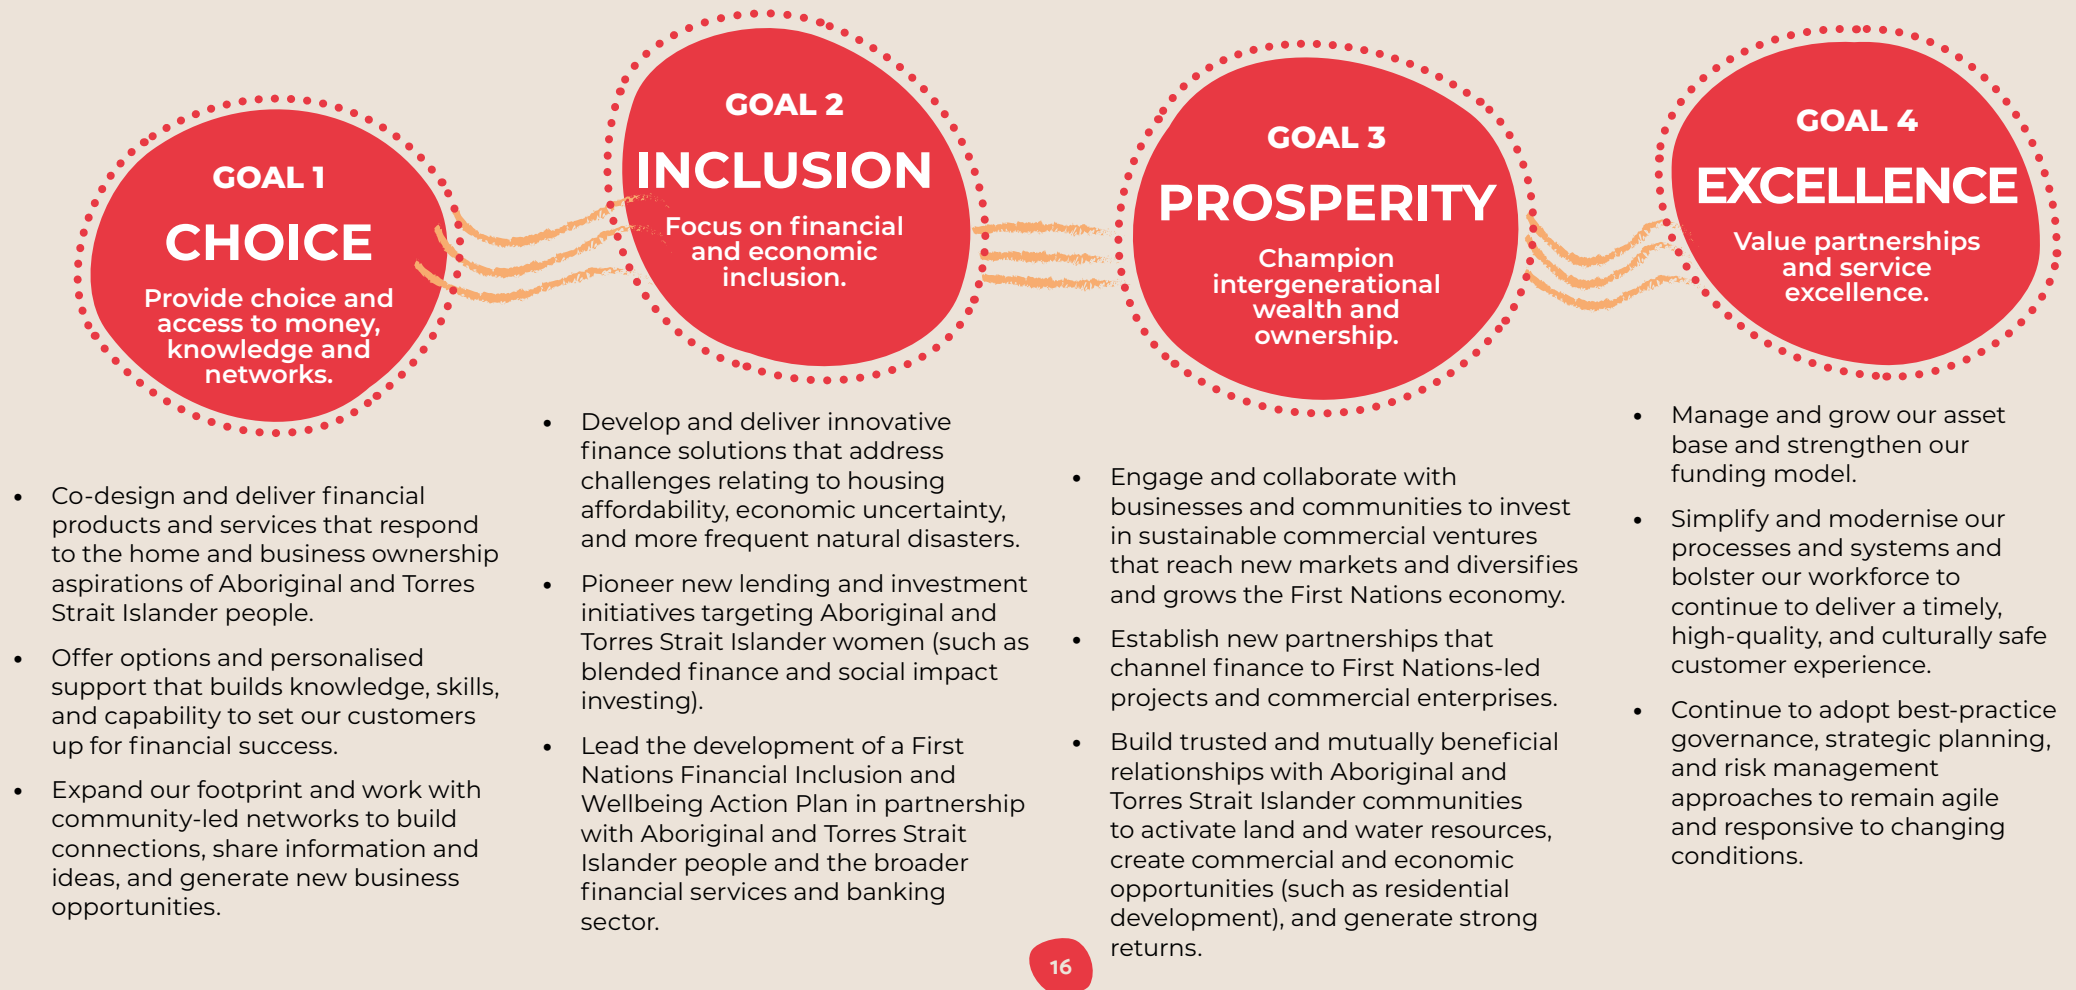 GOAL 1
CHOICE
Provide choice and
access to money,
knowledge and
networks.
• Co-design and deliver financial
products and services that respond
to the home and business ownership
aspirations of Aboriginal and Torres
Strait Islander people.
• Offer options and personalised
support that builds knowledge, skills,
and capability to set our customers
up for financial success.
• Expand our footprint and work with
community-led networks to build
connections, share information and
ideas, and generate new business
opportunities.
GOAL 2
INCLUSION
Focus on financial
and economic
inclusion.
• Develop and deliver innovative
finance solutions that address
challenges relating to housing
affordability, economic uncertainty,
and more frequent natural disasters.
• Pioneer new lending and investment
initiatives targeting Aboriginal and
Torres Strait Islander women (such as
blended finance and social impact
investing).
• Lead the development of a First
Nations Financial Inclusion and
Wellbeing Action Plan in partnership
with Aboriginal and Torres Strait
Islander people and the broader
financial services and banking
sector.
GOAL 3
PROSPERITY
Champion
intergenerational
wealth and
ownership.
• Engage and collaborate with
businesses and communities to invest
in sustainable commercial ventures
that reach new markets and diversifies
and grows the First Nations economy.
• Establish new partnerships that
channel finance to First Nations-led
projects and commercial enterprises.
• Build trusted and mutually beneficial
relationships with Aboriginal and
Torres Strait Islander communities
to activate land and water resources,
create commercial and economic
opportunities (such as residential
development), and generate strong
returns.
GOAL 4
EXCELLENCE
Value partnerships
and service
excellence.
• Manage and grow our asset
base and strengthen our
funding model.
• Simplify and modernise our
processes and systems and
bolster our workforce to
continue to deliver a timely,
high-quality, and culturally safe
customer experience.
• Continue to adopt best-practice
governance, strategic planning,
and risk management
approaches to remain agile
and responsive to changing
conditions.
16